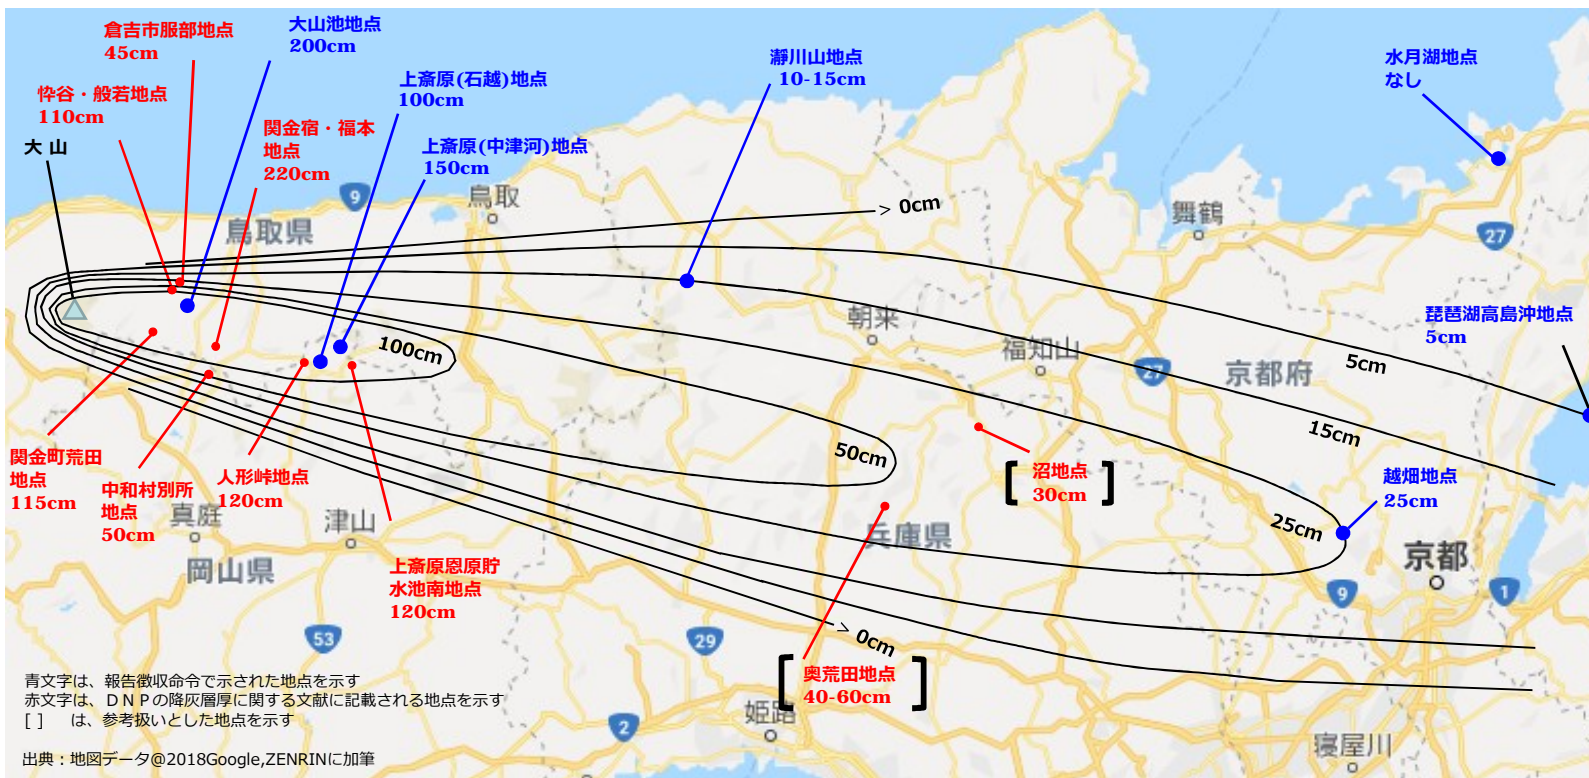 倉吉市服部地点
45cm
大山池地点
200cm
忰谷・般若地点
110cm
大 山
関金宿・福本
地点
220cm
上斎原(石越)地点
100cm
上斎原(中津河)地点
150cm
瀞川山地点
10-15cm
水月湖地点
なし
9
鳥取
鳥取県
> 0cm
舞鶴
27
朝来
福知山
27
京都府
琵琶湖高島沖地点
5cm
5cm
100cm
15cm
50cm
関金町荒田
地点
115cm
中和村別所
地点
50cm
人形峠地点
120cm
[ 沼地点
30cm ]
越畑地点
25cm
25cm
真庭
津山
岡山県
兵庫県
京都
上斎原恩原貯
水池南地点
120cm
9
1
53
29
> 0cm
[ 奥荒田地点
40-60cm ]
姫路
2
寝屋川
青文字は、報告徴収命令で示された地点を示す
赤文字は、ＤＮＰの降灰層厚に関する文献に記載される地点を示す
[ ]　は、参考扱いとした地点を示す
出典：地図データ@2018Google,ZENRINに加筆